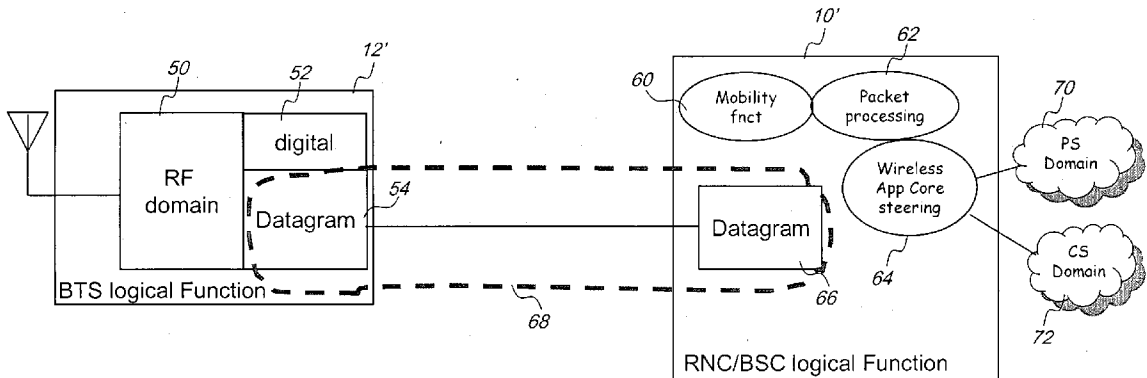 12'
50
52
RF
domain
digital
Datagram
54
BTS logical Function
68
10'
62
60
Mobility
fnct
Packet
processing
Wireless
App Core
steering
64
Datagram
66
RNC/BSC logical Function
70
PS
Domain
CS
Domain
72